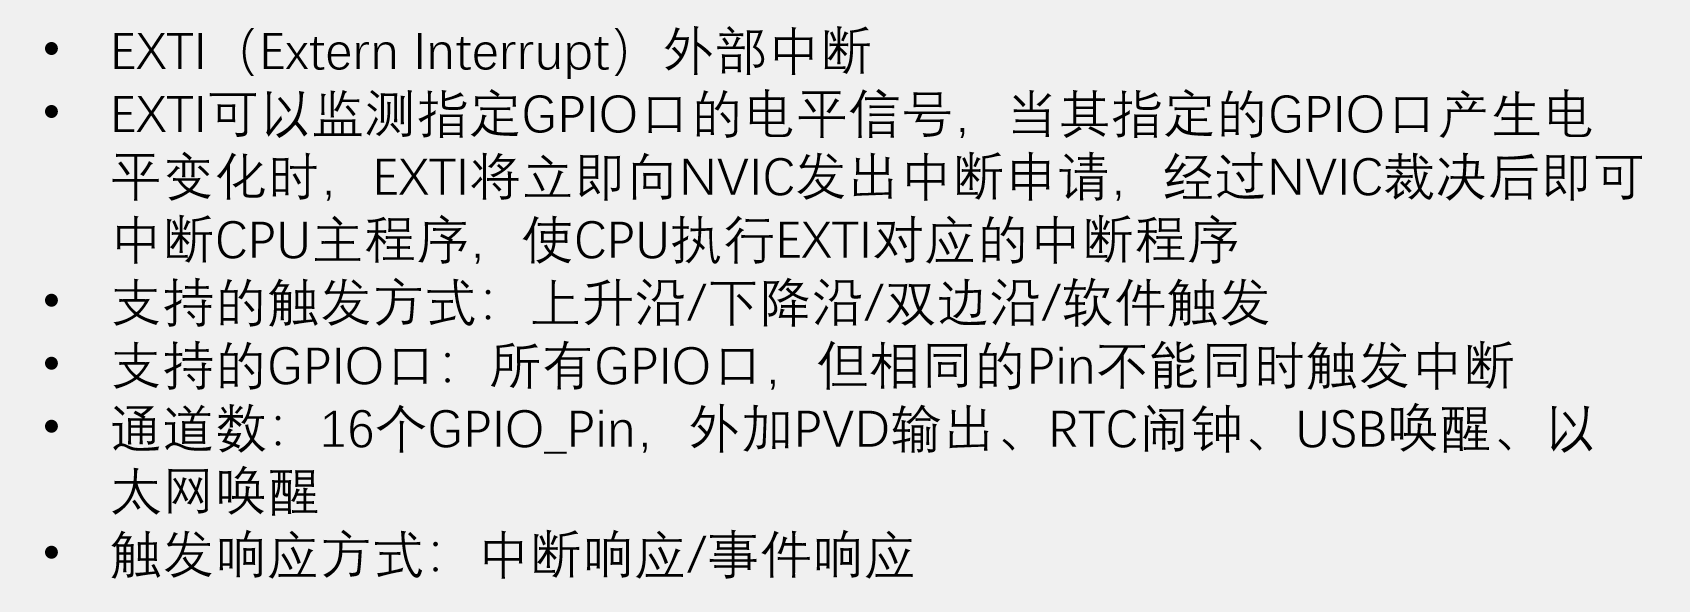 • EXTI（Extern Interrupt）外部中断
• EXTI可以监测指定GPIO口的电平信号，当其指定的GPIO口产生电
平变化时，EXTI将立即向NVIC发出中断申请，经过NVIC裁决后即可
中断CPU主程序，使CPU执行EXTI对应的中断程序
• 支持的触发方式：上升沿/下降沿/双边沿/软件触发
• 支持的GPIO口：所有GPIO口，但相同的Pin不能同时触发中断
• 通道数：16个GPIO_Pin，外加PVD输出、RTC闹钟、USB唤醒、以
太网唤醒
• 触发响应方式：中断响应/事件响应